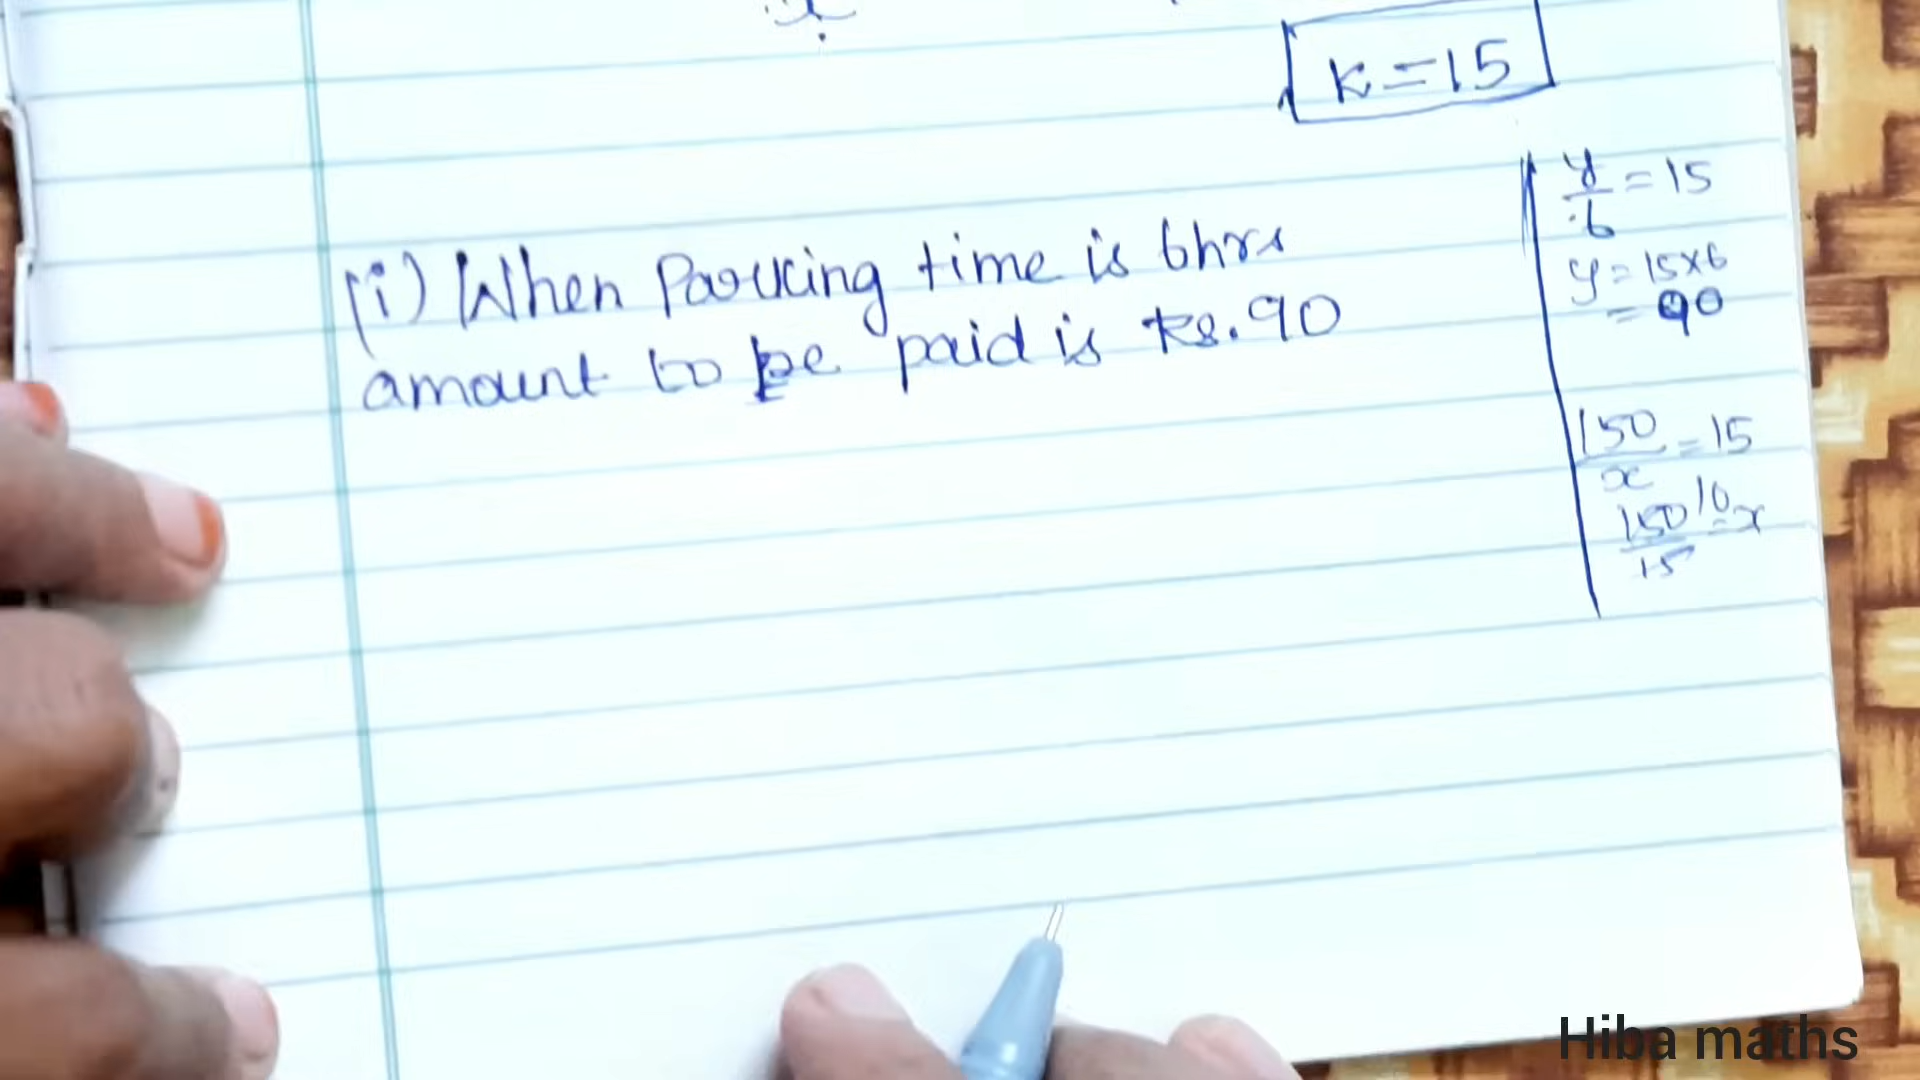 K=15
(i) When Parking time is 6hrs
amount to be paid is Rs.90
y/6 = 15
y = 15×6
= 90
150/x = 15
150/15 = x
10
Hiba maths